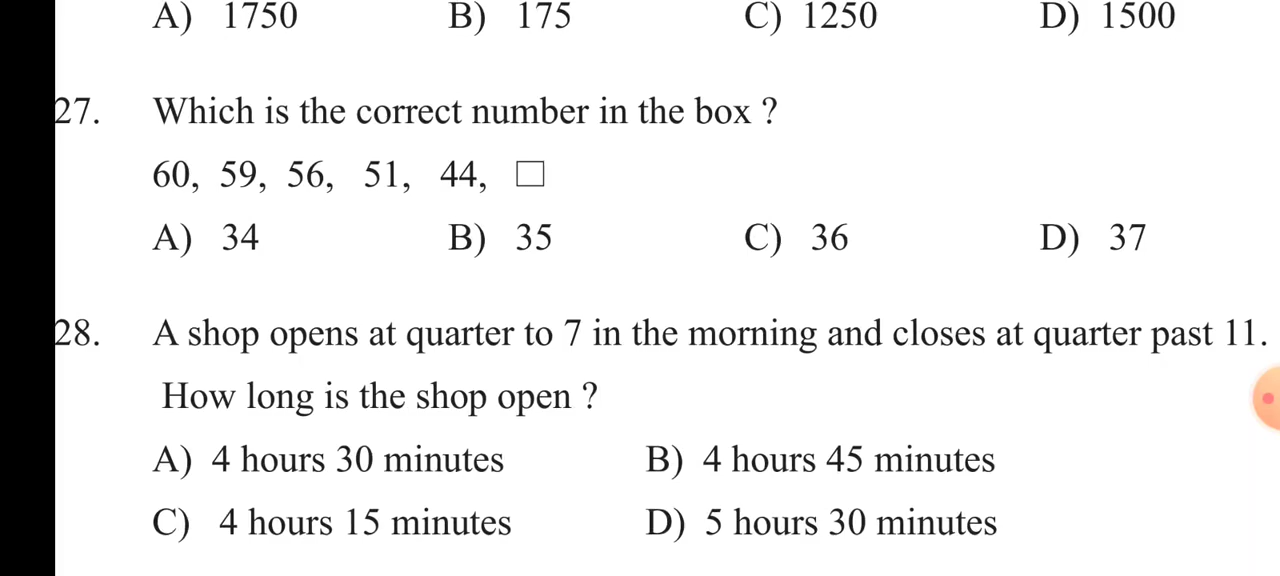 A) 1750 B) 175 C) 1250 D) 1500
27. Which is the correct number in the box ?
60, 59, 56, 51, 44, □
A) 34 B) 35 C) 36 D) 37
28. A shop opens at quarter to 7 in the morning and closes at quarter past 11.
How long is the shop open ?
A) 4 hours 30 minutes B) 4 hours 45 minutes
C) 4 hours 15 minutes D) 5 hours 30 minutes